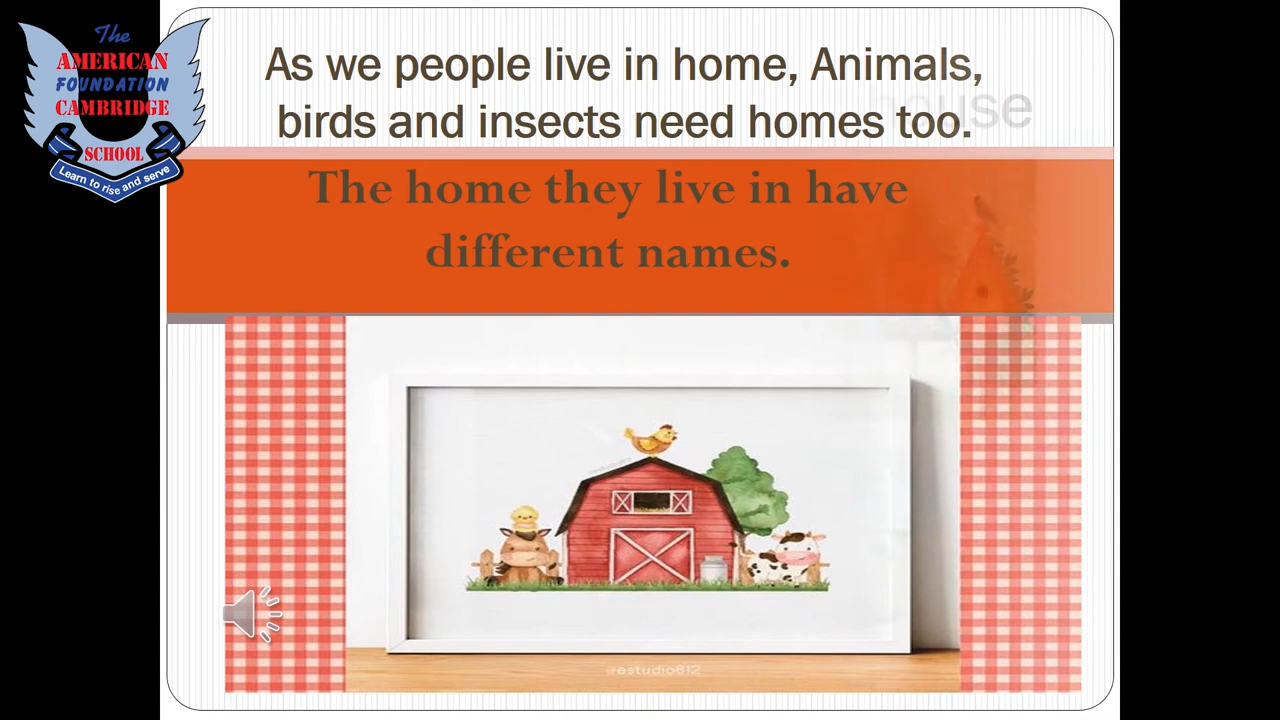 The
AMERICAN
FOUNDATION
CAMBRIDGE
SCHOOL
Learn to rise and serve
As we people live in home, Animals,
birds and insects need homes too.
The home they live in have
different names.
@estudio612